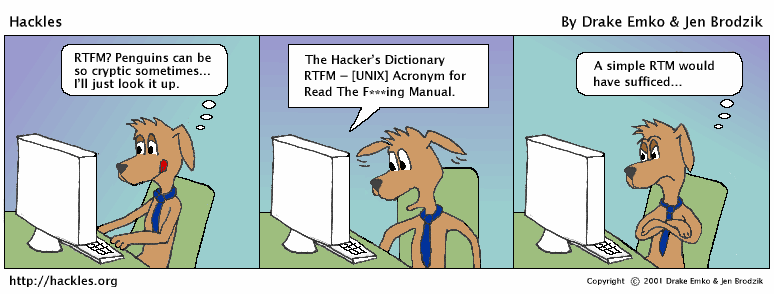 Hackles
By Drake Emko & Jen Brodzik
RTFM? Penguins can be
so cryptic sometimes...
I'll just look it up.
The Hacker's Dictionary
RTFM – [UNIX] Acronym for
Read The F***ing Manual.
A simple RTM would
have sufficed...
http://hackles.org
Copyright © 2001 Drake Emko & Jen Brodzik